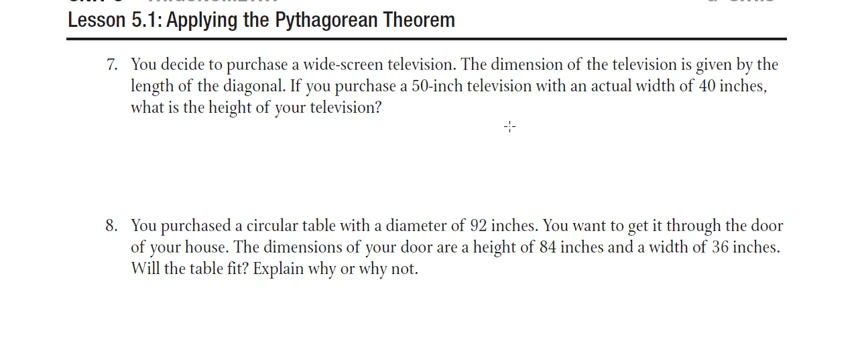 Lesson 5.1: Applying the Pythagorean Theorem
7. You decide to purchase a wide-screen television. The dimension of the television is given by the
length of the diagonal. If you purchase a 50-inch television with an actual width of 40 inches,
what is the height of your television?
8. You purchased a circular table with a diameter of 92 inches. You want to get it through the door
of your house. The dimensions of your door are a height of 84 inches and a width of 36 inches.
Will the table fit? Explain why or why not.